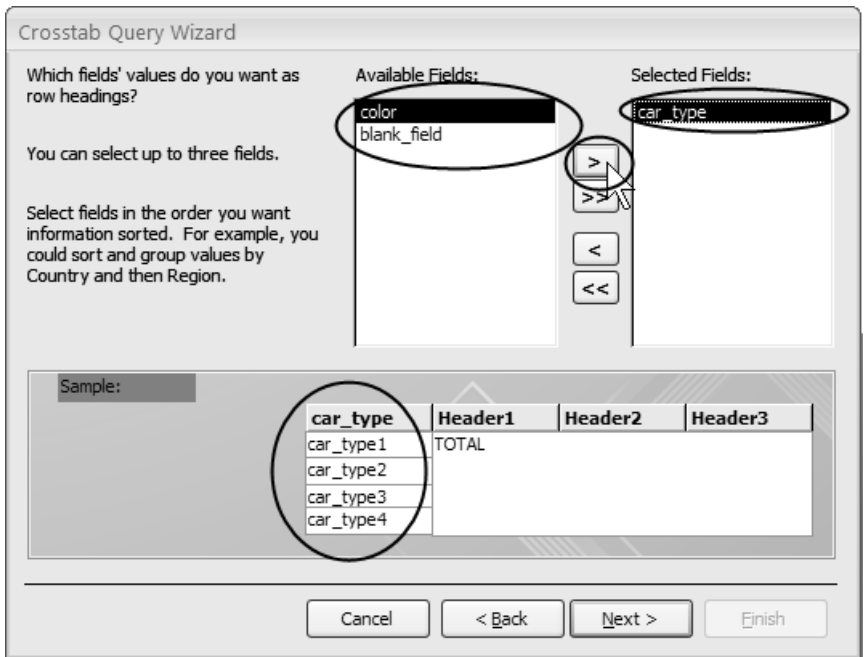 Crosstab Query Wizard
Which fields' values do you want as
row headings?
You can select up to three fields.
Select fields in the order you want
information sorted. For example, you
could sort and group values by
Country and then Region.
Available Fields:
color
blank_field
>
>>
<
<<
Selected Fields:
car_type
Sample:
car_type Header1 Header2 Header3
car_type1 TOTAL
car_type2
car_type3
car_type4
Cancel < Back Next > Finish